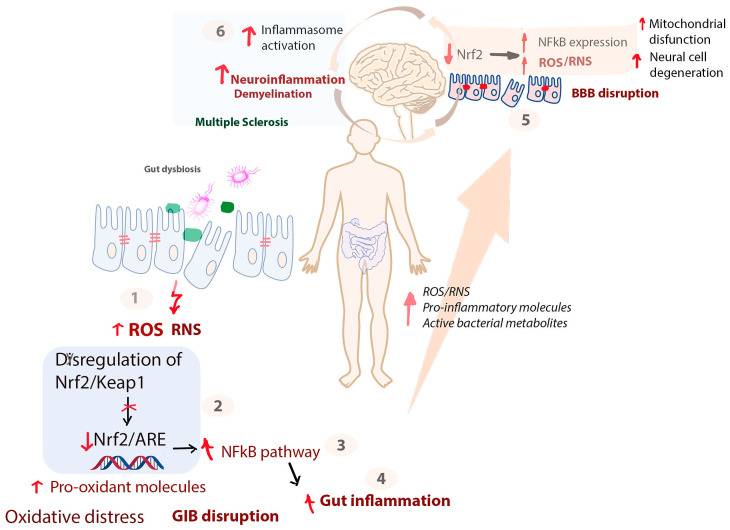 6
Inflammasome
activation
Neuroinflammation
Demyelination
Multiple Sclerosis
Nrf2
NFkB expression
ROS/RNS
Mitochondrial
disfunction
Neural cell
degeneration
BBB disruption
5
Gut dysbiosis
1
ROS RNS
ROS/RNS
Pro-inflammatory molecules
Active bacterial metabolites
Disregulation of
Nrf2/Keap1
2
Nrf2/ARE
NFkB pathway
3
4
Pro-oxidant molecules
Gut inflammation
Oxidative distress
GIB disruption